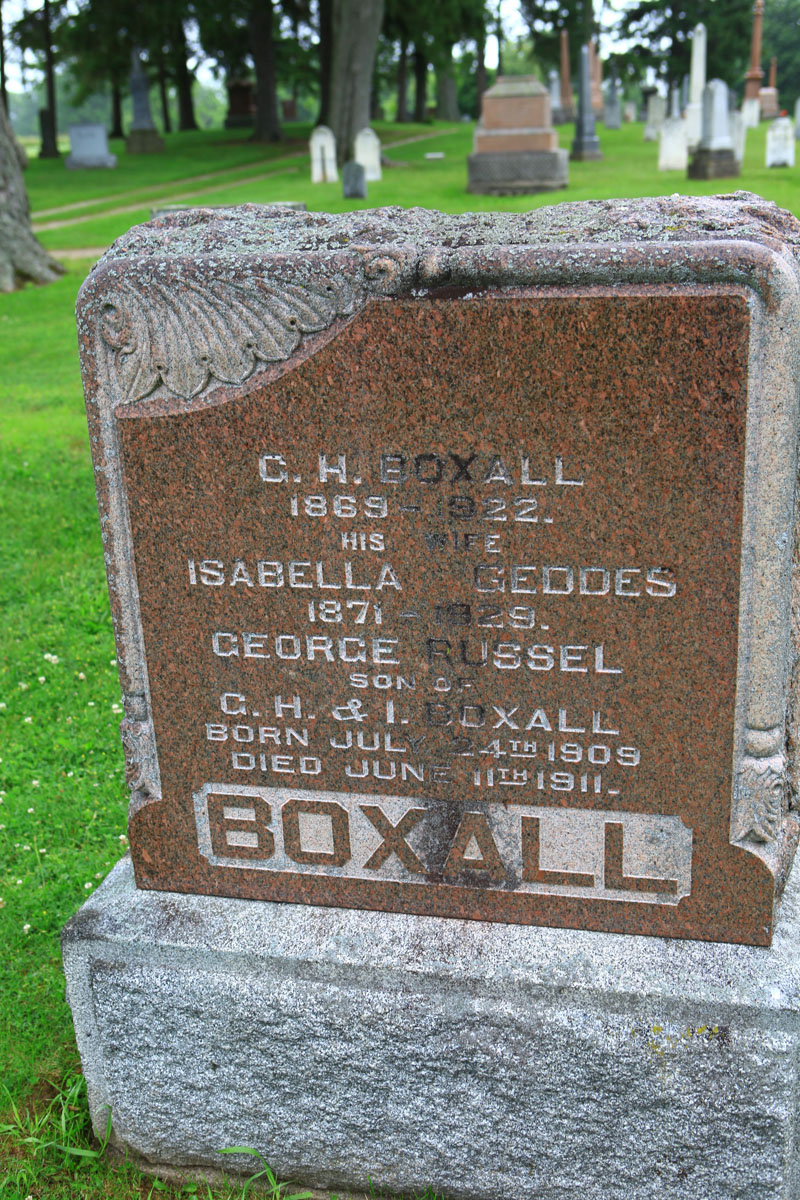 G. H. BOXALL
1869 - 1922.
HIS WIFE
ISABELLA GEDDES
1871 - 1929.
GEORGE RUSSEL
SON OF
G. H. & I. BOXALL
BORN JULY 24TH 1909
DIED JUNE 11TH 1911.
BOXALL